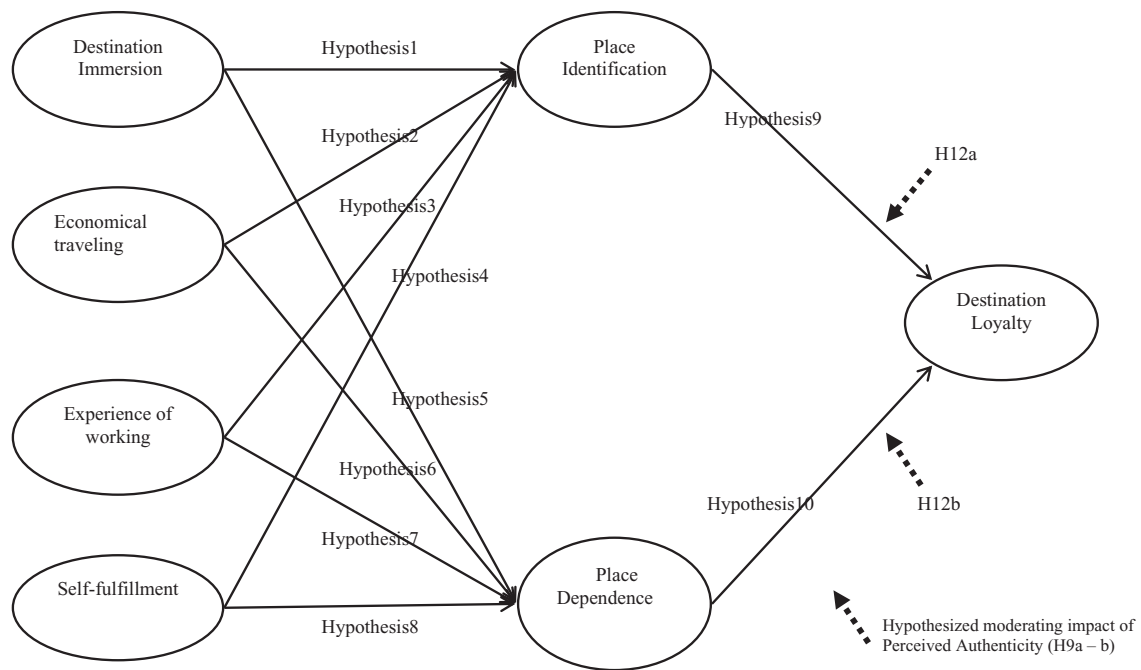 Destination
Immersion
Hypothesis1
Place
Identification
Hypothesis9
Hypothesis2
H12a
Economical
traveling
Hypothesis3
Hypothesis4
Destination
Loyalty
Experience of
working
Hypothesis5
Hypothesis6
Hypothesis10
H12b
Hypothesis7
Self-fulfillment
Place
Dependence
Hypothesis8
Hypothesized moderating impact of
Perceived Authenticity (H9a – b)